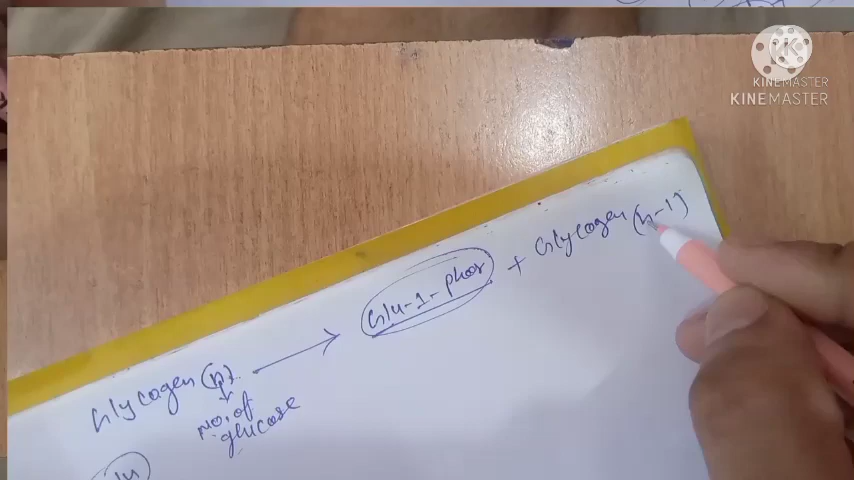 KINEMASTER
KINEMASTER
Glycogen (n) → Glu-1-phos + Glycogen (n-1)
↓
No. of
glucose